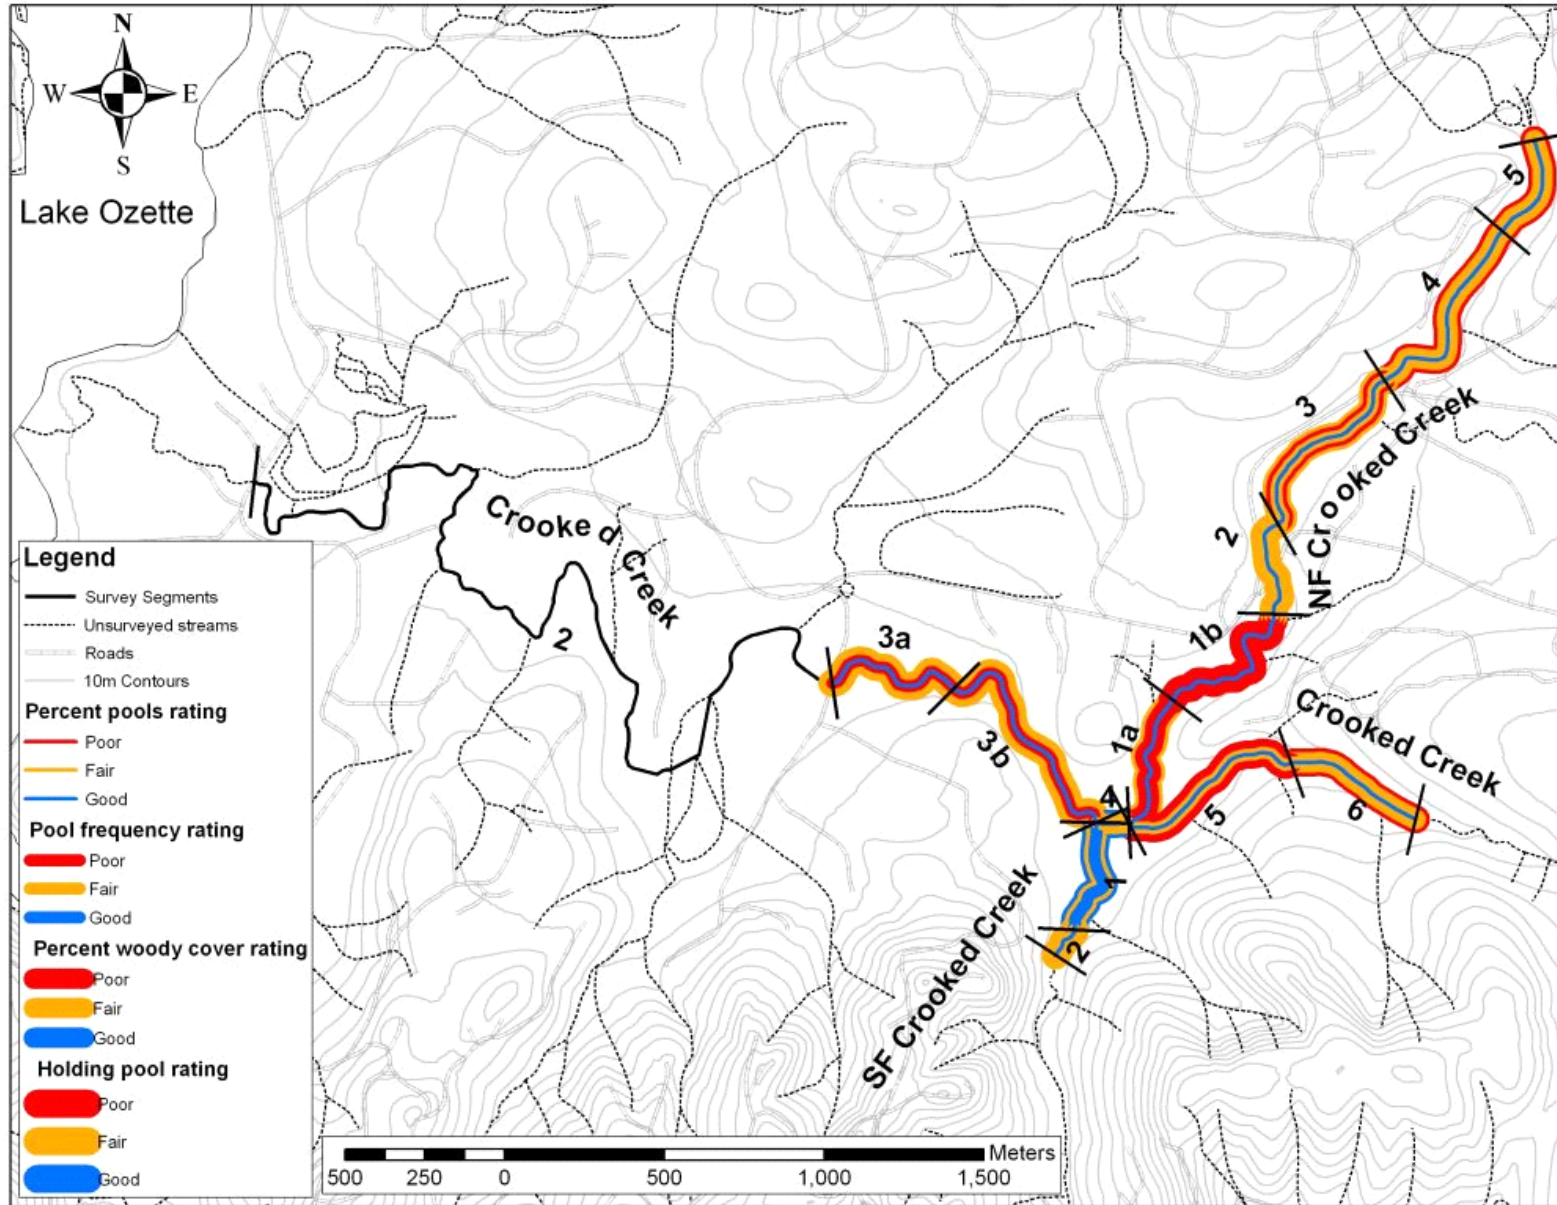 N
W E
S
Lake Ozette
5
4
3
NF Crooked Creek
2
1b
Crooke d Creek
2
3a
3b
1a
Crooked Creek
4
5
6
1
2
SF Crooked Creek
Legend
Survey Segments
Unsurveyed streams
Roads
10m Contours
Percent pools rating
Poor
Fair
Good
Pool frequency rating
Poor
Fair
Good
Percent woody cover rating
Poor
Fair
Good
Holding pool rating
Poor
Fair
Good
Meters
500 250 0 500 1,000 1,500